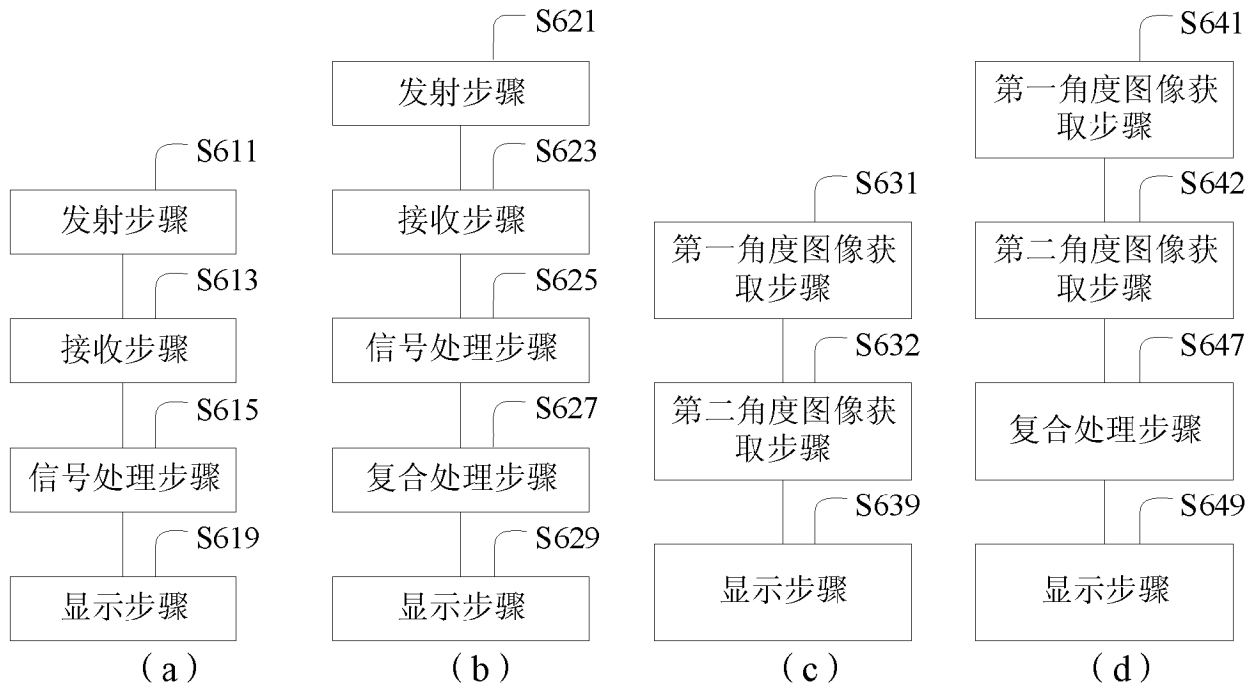 S611
发射步骤
S613
接收步骤
S615
信号处理步骤
S619
显示步骤
(a)
S621
发射步骤
S623
接收步骤
S625
信号处理步骤
S627
复合处理步骤
S629
显示步骤
(b)
S631
第一角度图像获
取步骤
S632
第二角度图像获
取步骤
S639
显示步骤
(c)
S641
第一角度图像获
取步骤
S642
第二角度图像获
取步骤
S647
复合处理步骤
S649
显示步骤
(d)